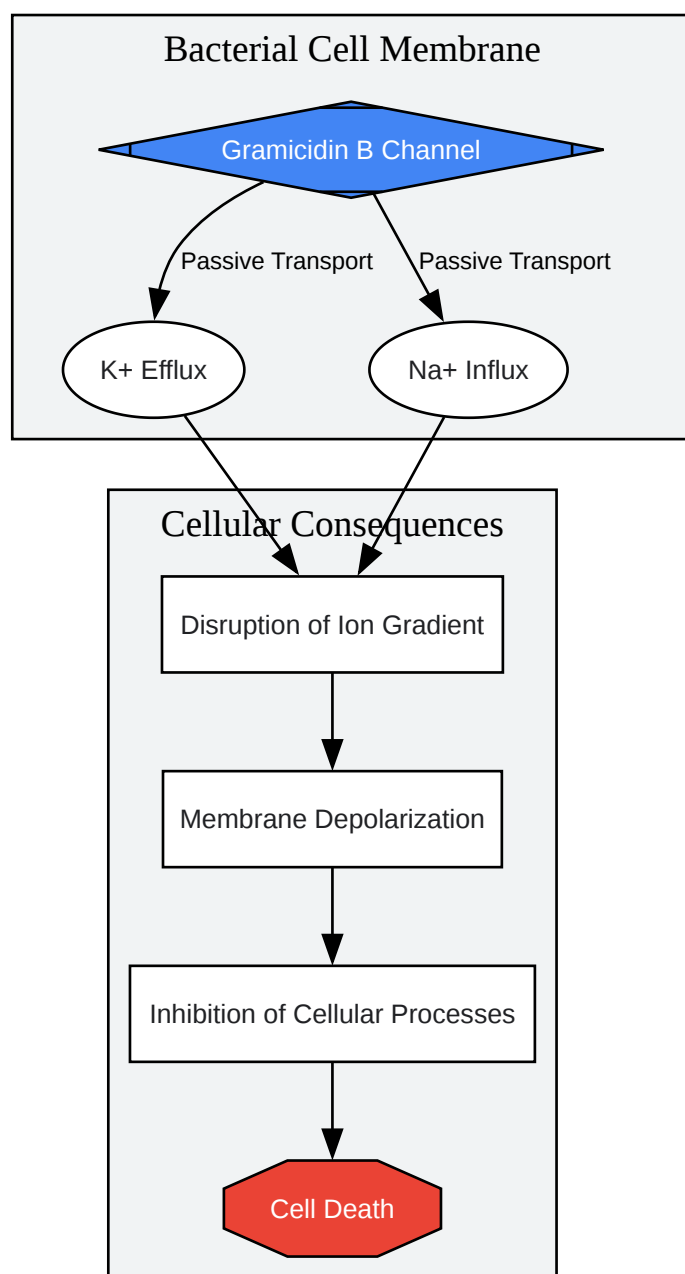 Bacterial Cell Membrane
Gramicidin B Channel
Passive Transport
Passive Transport
K+ Efflux
Na+ Influx
Cellular Consequences
Disruption of Ion Gradient
Membrane Depolarization
Inhibition of Cellular Processes
Cell Death